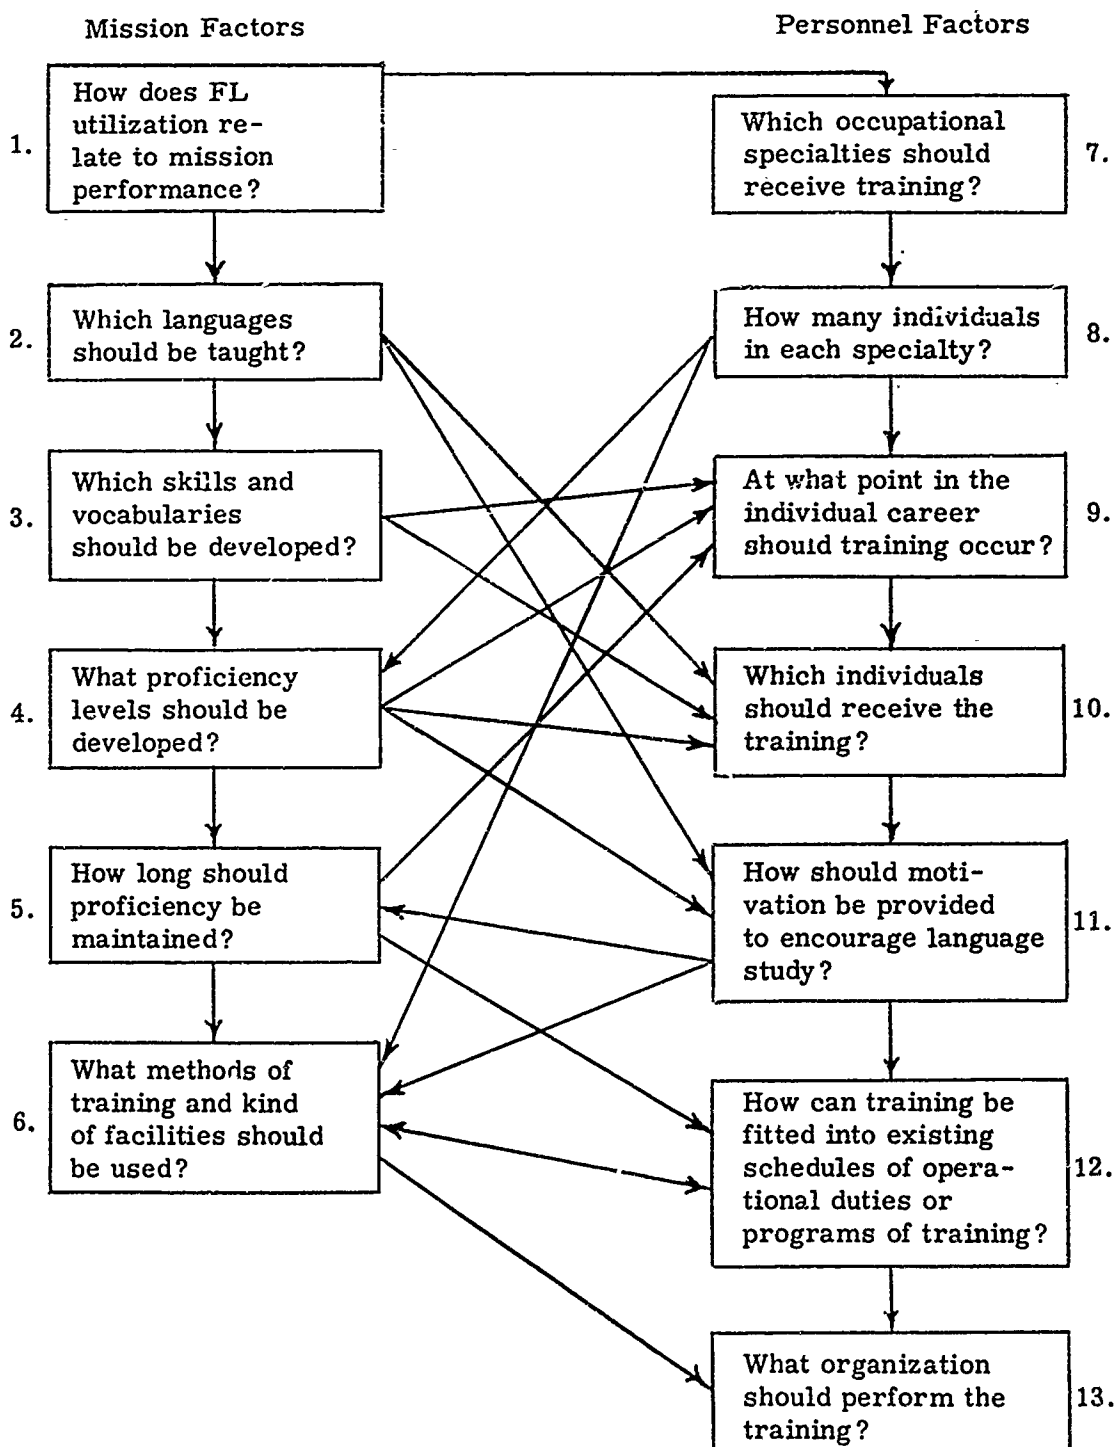 Mission Factors
1.
How does FL
utilization re-
late to mission
performance?
2.
Which languages
should be taught?
3.
Which skills and
vocabularies
should be developed?
4.
What proficiency
levels should be
developed?
5.
How long should
proficiency be
maintained?
6.
What methods of
training and kind
of facilities should
be used?
Personnel Factors
Which occupational
specialties should
receive training?
7.
How many individuals
in each specialty?
8.
At what point in the
individual career
should training occur?
9.
Which individuals
should receive the
training?
10.
How should moti-
vation be provided
to encourage language
study?
11.
How can training be
fitted into existing
schedules of opera-
tional duties or
programs of training?
12.
What organization
should perform the
training?
13.